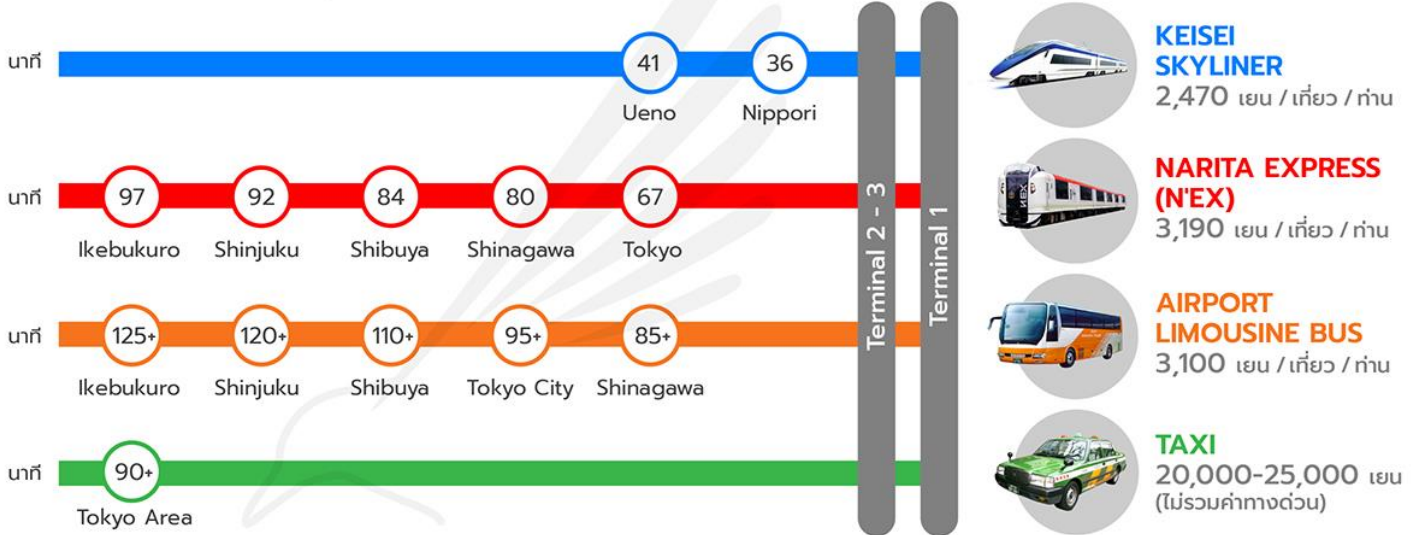 นาที
41
Ueno
36
Nippori
KEISEI
SKYLINER
2,470 เยน / เที่ยว / ท่าน
นาที
97
Ikebukuro
92
Shinjuku
84
Shibuya
80
Shinagawa
67
Tokyo
NARITA EXPRESS
(N'EX)
3,190 เยน / เที่ยว / ท่าน
นาที
125+
Ikebukuro
120+
Shinjuku
110+
Shibuya
95+
Tokyo City
85+
Shinagawa
AIRPORT
LIMOUSINE BUS
3,100 เยน / เที่ยว / ท่าน
นาที
90+
Tokyo Area
TAXI
20,000-25,000 เยน
(ไม่รวมค่าทางด่วน)
Terminal 2 - 3
Terminal 1
NEX